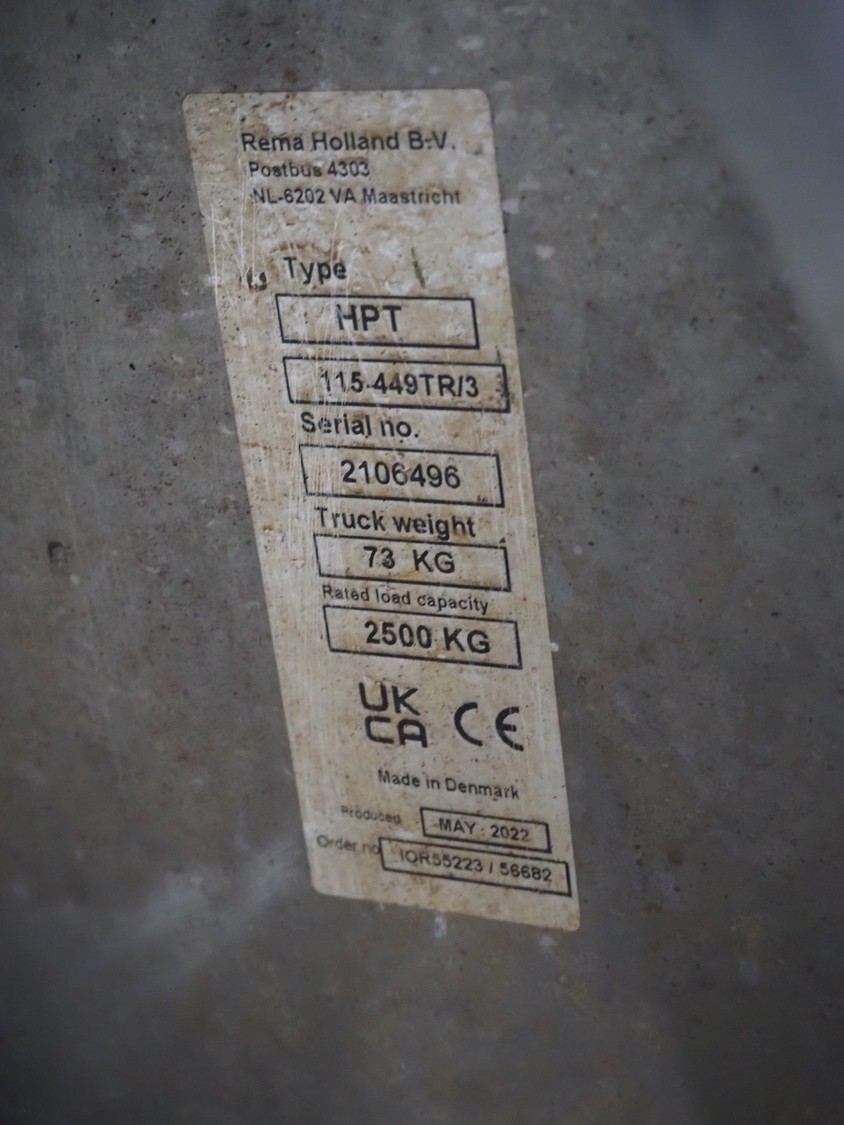 Rema Holland B.V.
Postbus 4303
NL-6202 VA Maastricht
Type
HPT
115-449TR/3
Serial no.
2106496
Truck weight
73 KG
Rated load capacity
2500 KG
UK
CA CE
Made in Denmark
Produced MAY - 2022
Order no IOR55223 / 56682